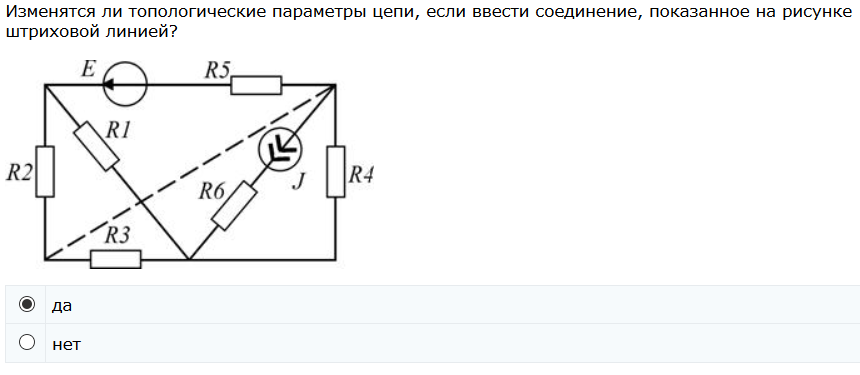 Изменятся ли топологические параметры цепи, если ввести соединение, показанное на рисунке
штриховой линией?
E R5
R1
R2 R6 J R4
R3
да
нет